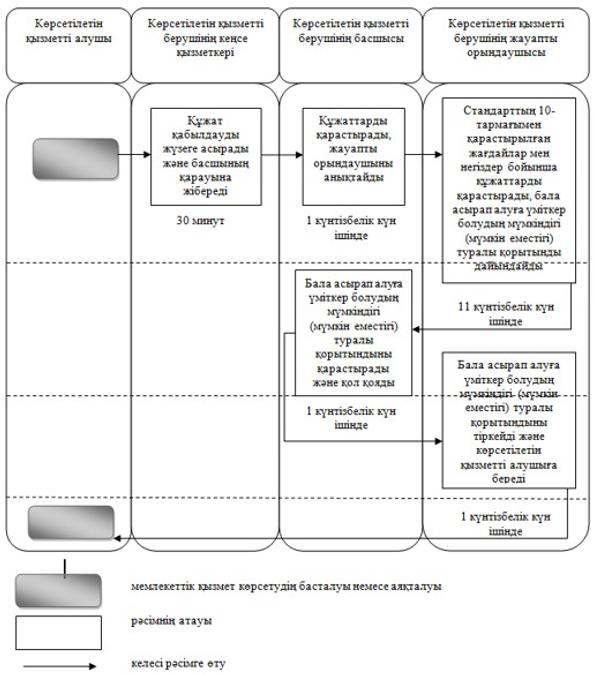 Көрсетілетін
қызметті алушы
Көрсетілетін қызметті
берушінің кеңсе
қызметкері
Көрсетілетін қызметті
берушінің басшысы
Көрсетілетін қызметті
берушінің жауапты
орындаушысы
Құжат
қабылдауды
жүзеге асырады
және басшының
қарауына
жібереді
30 минут
Құжаттарды
қарастырады,
жауапты
орындаушыны
анықтайды
1 күнтізбелік күн
ішінде
Стандарттың 10-
тармағымен
қарастырылған
жағдайлар мен
негіздер бойынша
құжаттарды
қарастырады, бала
асырап алуға үміткер
болудың мүмкіндігі
(мүмкін еместігі)
туралы қорытынды
дайындайды
11 күнтізбелік күн
ішінде
Бала асырап алуға
үміткер болудың
мүмкіндігі
(мүмкін еместігі)
туралы
қорытындыны
қарастырады
және қол қояды
1 күнтізбелік күн
ішінде
Бала асырап алуға
үміткер болудың
мүмкіндігі (мүмкін
еместігі) туралы
қорытындыны
тіркейді және
көрсетілетін
қызметті алушыға
береді
1 күнтізбелік күн
ішінде
мемлекеттік қызмет көрсетудің басталуы немесе аяқталуы
рәсімнің атауы
келесі рәсімге өту